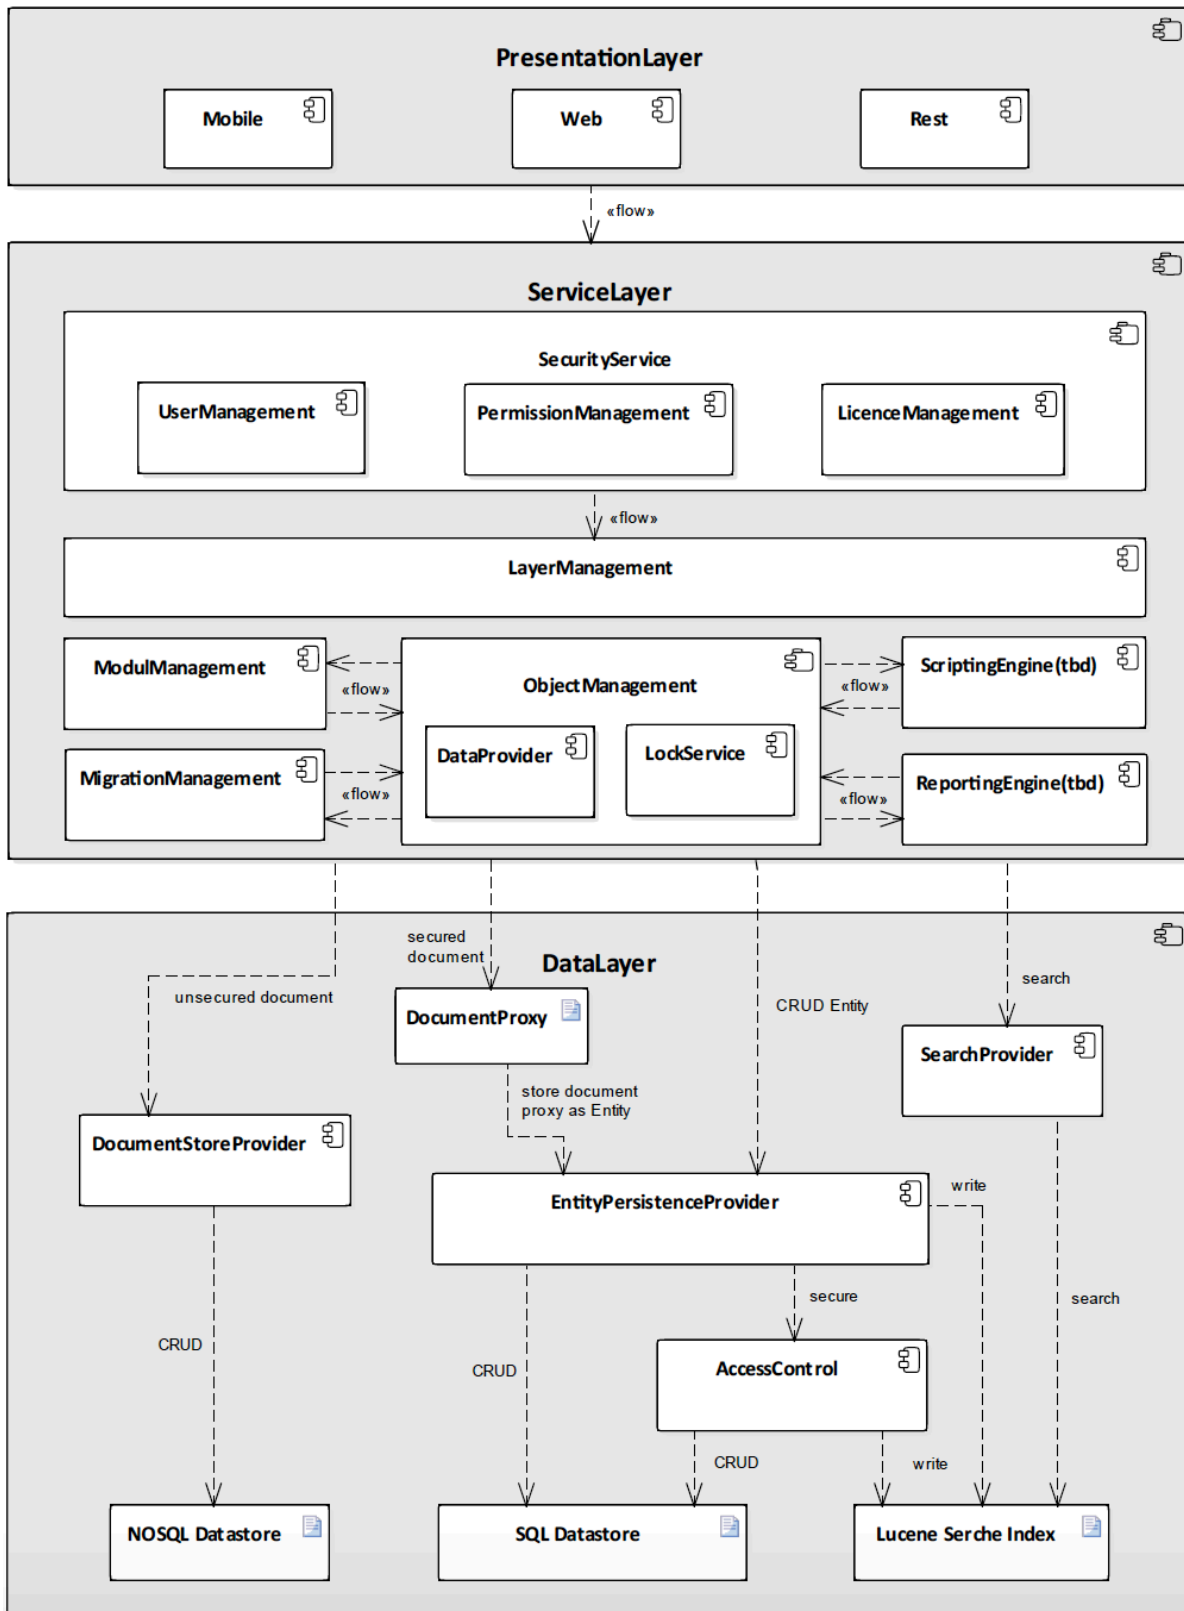 PresentationLayer
Mobile
Web
Rest
«flow»
ServiceLayer
SecurityService
UserManagement
PermissionManagement
LicenceManagement
«flow»
LayerManagement
ModulManagement
«flow»
ObjectManagement
«flow»
ScriptingEngine(tbd)
DataProvider
LockService
MigrationManagement
«flow»
«flow»
ReportingEngine(tbd)
secured
document
DataLayer
unsecured document
CRUD Entity
search
DocumentProxy
SearchProvider
store document
proxy as Entity
DocumentStoreProvider
EntityPersistenceProvider
write
secure
search
CRUD
CRUD
AccessControl
CRUD
write
NOSQL Datastore
SQL Datastore
Lucene Serche Index